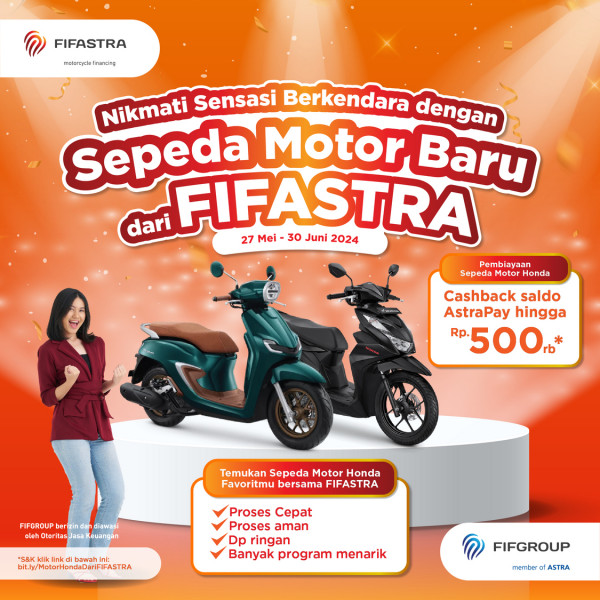 FIFASTRA
motorcycle financing
Nikmati Sensasi Berkendara dengan
Sepeda Motor Baru
dari FIFASTRA
27 Mei - 30 Juni 2024
Pembiayaan
Sepeda Motor Honda
Cashback saldo
AstraPay hingga
Rp.500rb*
Temukan Sepeda Motor Honda
Favoritmu bersama FIFASTRA
Proses Cepat
Proses aman
Dp ringan
Banyak program menarik
FIFGROUP berizin dan diawasi
oleh Otoritas Jasa Keuangan
*S&K klik link di bawah ini:
bit.ly/MotorHondaDariFIFASTRA
FIFGROUP
member of ASTRA